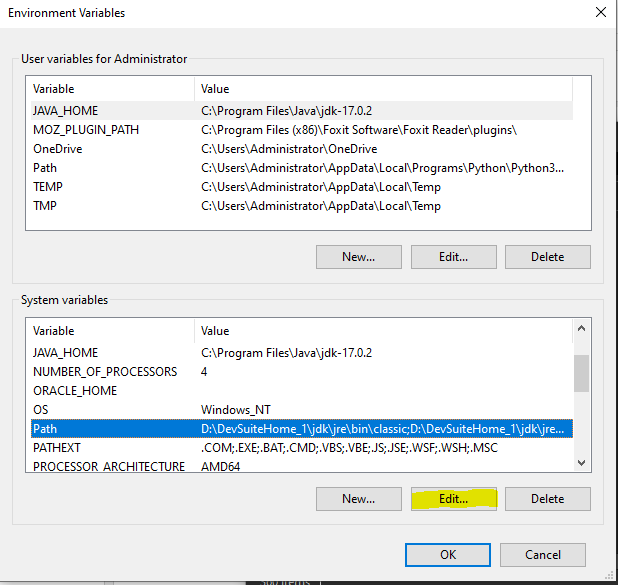 Environment Variables
User variables for Administrator
Variable Value
JAVA_HOME C:\Program Files\Java\jdk-17.0.2
MOZ_PLUGIN_PATH C:\Program Files (x86)\Foxit Software\Foxit Reader\plugins\
OneDrive C:\Users\Administrator\OneDrive
Path C:\Users\Administrator\AppData\Local\Programs\Python\Python3...
TEMP C:\Users\Administrator\AppData\Local\Temp
TMP C:\Users\Administrator\AppData\Local\Temp
New... Edit... Delete
System variables
Variable Value
JAVA_HOME C:\Program Files\Java\jdk-17.0.2
NUMBER_OF_PROCESSORS 4
ORACLE_HOME
OS Windows_NT
Path D:\DevSuiteHome_1\jdk\jre\bin\classic;D:\DevSuiteHome_1\jdk\jre...
PATHEXT .COM;.EXE;.BAT;.CMD;.VBS;.VBE;.JS;.JSE;.WSF;.WSH;.MSC
PROCESSOR_ARCHITECTURE AMD64
New... Edit... Delete
OK Cancel